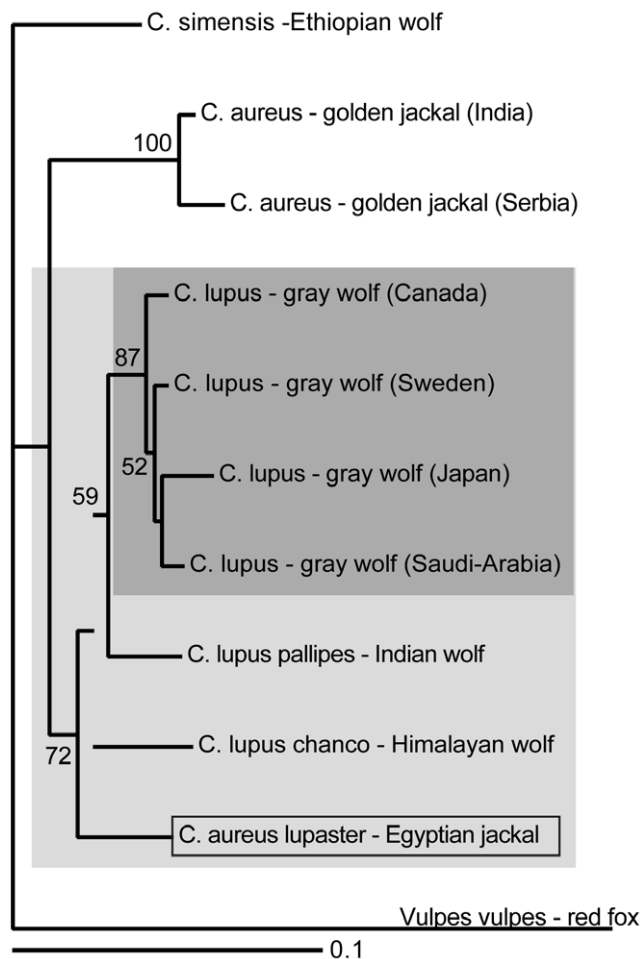 C. simensis -Ethiopian wolf
C. aureus - golden jackal (India)
100
C. aureus - golden jackal (Serbia)
C. lupus - gray wolf (Canada)
87
C. lupus - gray wolf (Sweden)
52
C. lupus - gray wolf (Japan)
59
C. lupus - gray wolf (Saudi-Arabia)
C. lupus pallipes - Indian wolf
C. lupus chanco - Himalayan wolf
72
C. aureus lupaster - Egyptian jackal
Vulpes vulpes - red fox
0.1